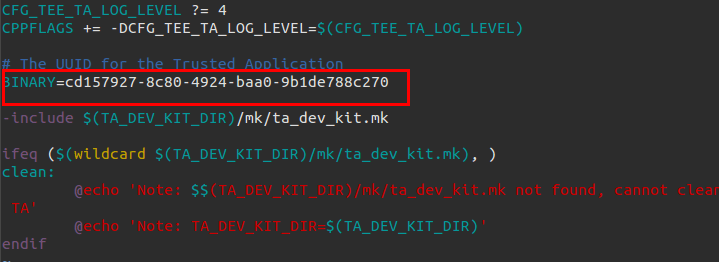 CFG_TEE_TA_LOG_LEVEL ?= 4
CPPFLAGS += -DCFG_TEE_TA_LOG_LEVEL=$(CFG_TEE_TA_LOG_LEVEL)
# The UUID for the Trusted Application
BINARY=cd157927-8c80-4924-baa0-9b1de788c270
-include $(TA_DEV_KIT_DIR)/mk/ta_dev_kit.mk
ifeq ($(wildcard $(TA_DEV_KIT_DIR)/mk/ta_dev_kit.mk), )
clean:
@echo 'Note: $$(TA_DEV_KIT_DIR)/mk/ta_dev_kit.mk not found, cannot clean
TA'
@echo 'Note: TA_DEV_KIT_DIR=$(TA_DEV_KIT_DIR)'
endif